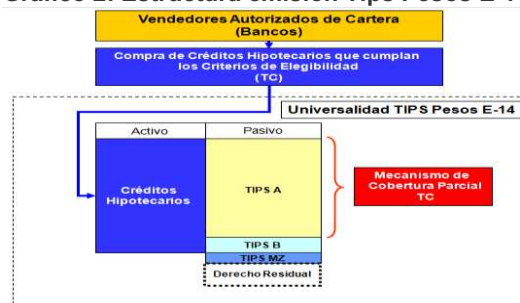 Vendedores Autorizados de Cartera
(Bancos)
Compra de Créditos Hipotecarios que cumplan
los Criterios de Elegibilidad
(TC)
Universalidad TIPS Pesos E-14
Activo
Pasivo
Créditos
Hipotecarios
TIPS A
Mecanismo de
Cobertura Parcial
TC
TIPS B
TIPS MZ
Derecho Residual